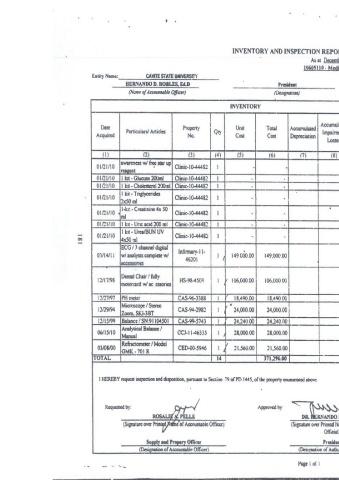 INVENTORY AND INSPECTION REPO
As at Decem
10605110 - Medi
Entity Name: CAVITE STATE UNIVERSITY
HERNANDO D. ROBLES, Ed.D President
(Name of Accountable Officer) (Designation)
INVENTORY
Date Acquired Particulars/ Articles Property No. Qty Unit Cost Total Cost Accumulated Depreciation Accumul Impairm Losse
(1) (2) (3) (4) (5) (6) (7) (8)
01/21/10 awareness w/ free star up reagent Clinic-10-44482 1 - -
01/21/10 1 kit - Glucose 200ml Clinic-10-44482 1 - -
01/21/10 1 kit - Cholesterol 200ml Clinic-10-44482 1 - -
01/21/10 1 kit - Triglycerides 2x50 ml Clinic-10-44482 1 - -
01/21/10 1-kit - Creatinine 4x 50 ml Clinic-10-44482 1 - -
01/21/10 1 kit - Uric acid 200 ml Clinic-10-44482 1 - -
01/21/10 1 kit - Urea/BUN UV 4x50 ml Clinic-10-44482 1 - -
03/14/11 ECG / 3 channel digital w/ analyzes complete w/ accessories Infirmary-11-46201 1 149,000.00 149,000.00
12/17/98 Dental Chair / fully motorized w/ accessories HS-98-4504 1 106,000.00 106,000.00
12/27/97 PH meter CAS-96-3388 1 18,490.00 18,490.00
12/29/94 Microscope / Stereo Zoom, SKJ-3BT CAS-94-2982 1 24,000.00 24,000.00
12/15/99 Balance / SN:91104501 CAS-99-5743 1 24,240.00 24,240.00
06/15/10 Analytical Balance / Manual CCJ-11-46335 1 28,000.00 28,000.00
03/08/00 Refractometer / Model GMK - 701 R CED-00-5946 1 21,560.00 21,560.00
TOTAL 14 371,290.00
181
I HEREBY request inspection and disposition, pursuant to Section 79 of PD 1445, of the property enumerated above.
Requested by: Approved by
ROSALIE A. PELLE DR. HERNANDO
(Signature over Printed Name of Accountable Officer) (Signature over Printed N
Official
Supply and Property Officer Presiden
(Designation of Accountable Officer) (Designation of Auth
Page 1 of 1